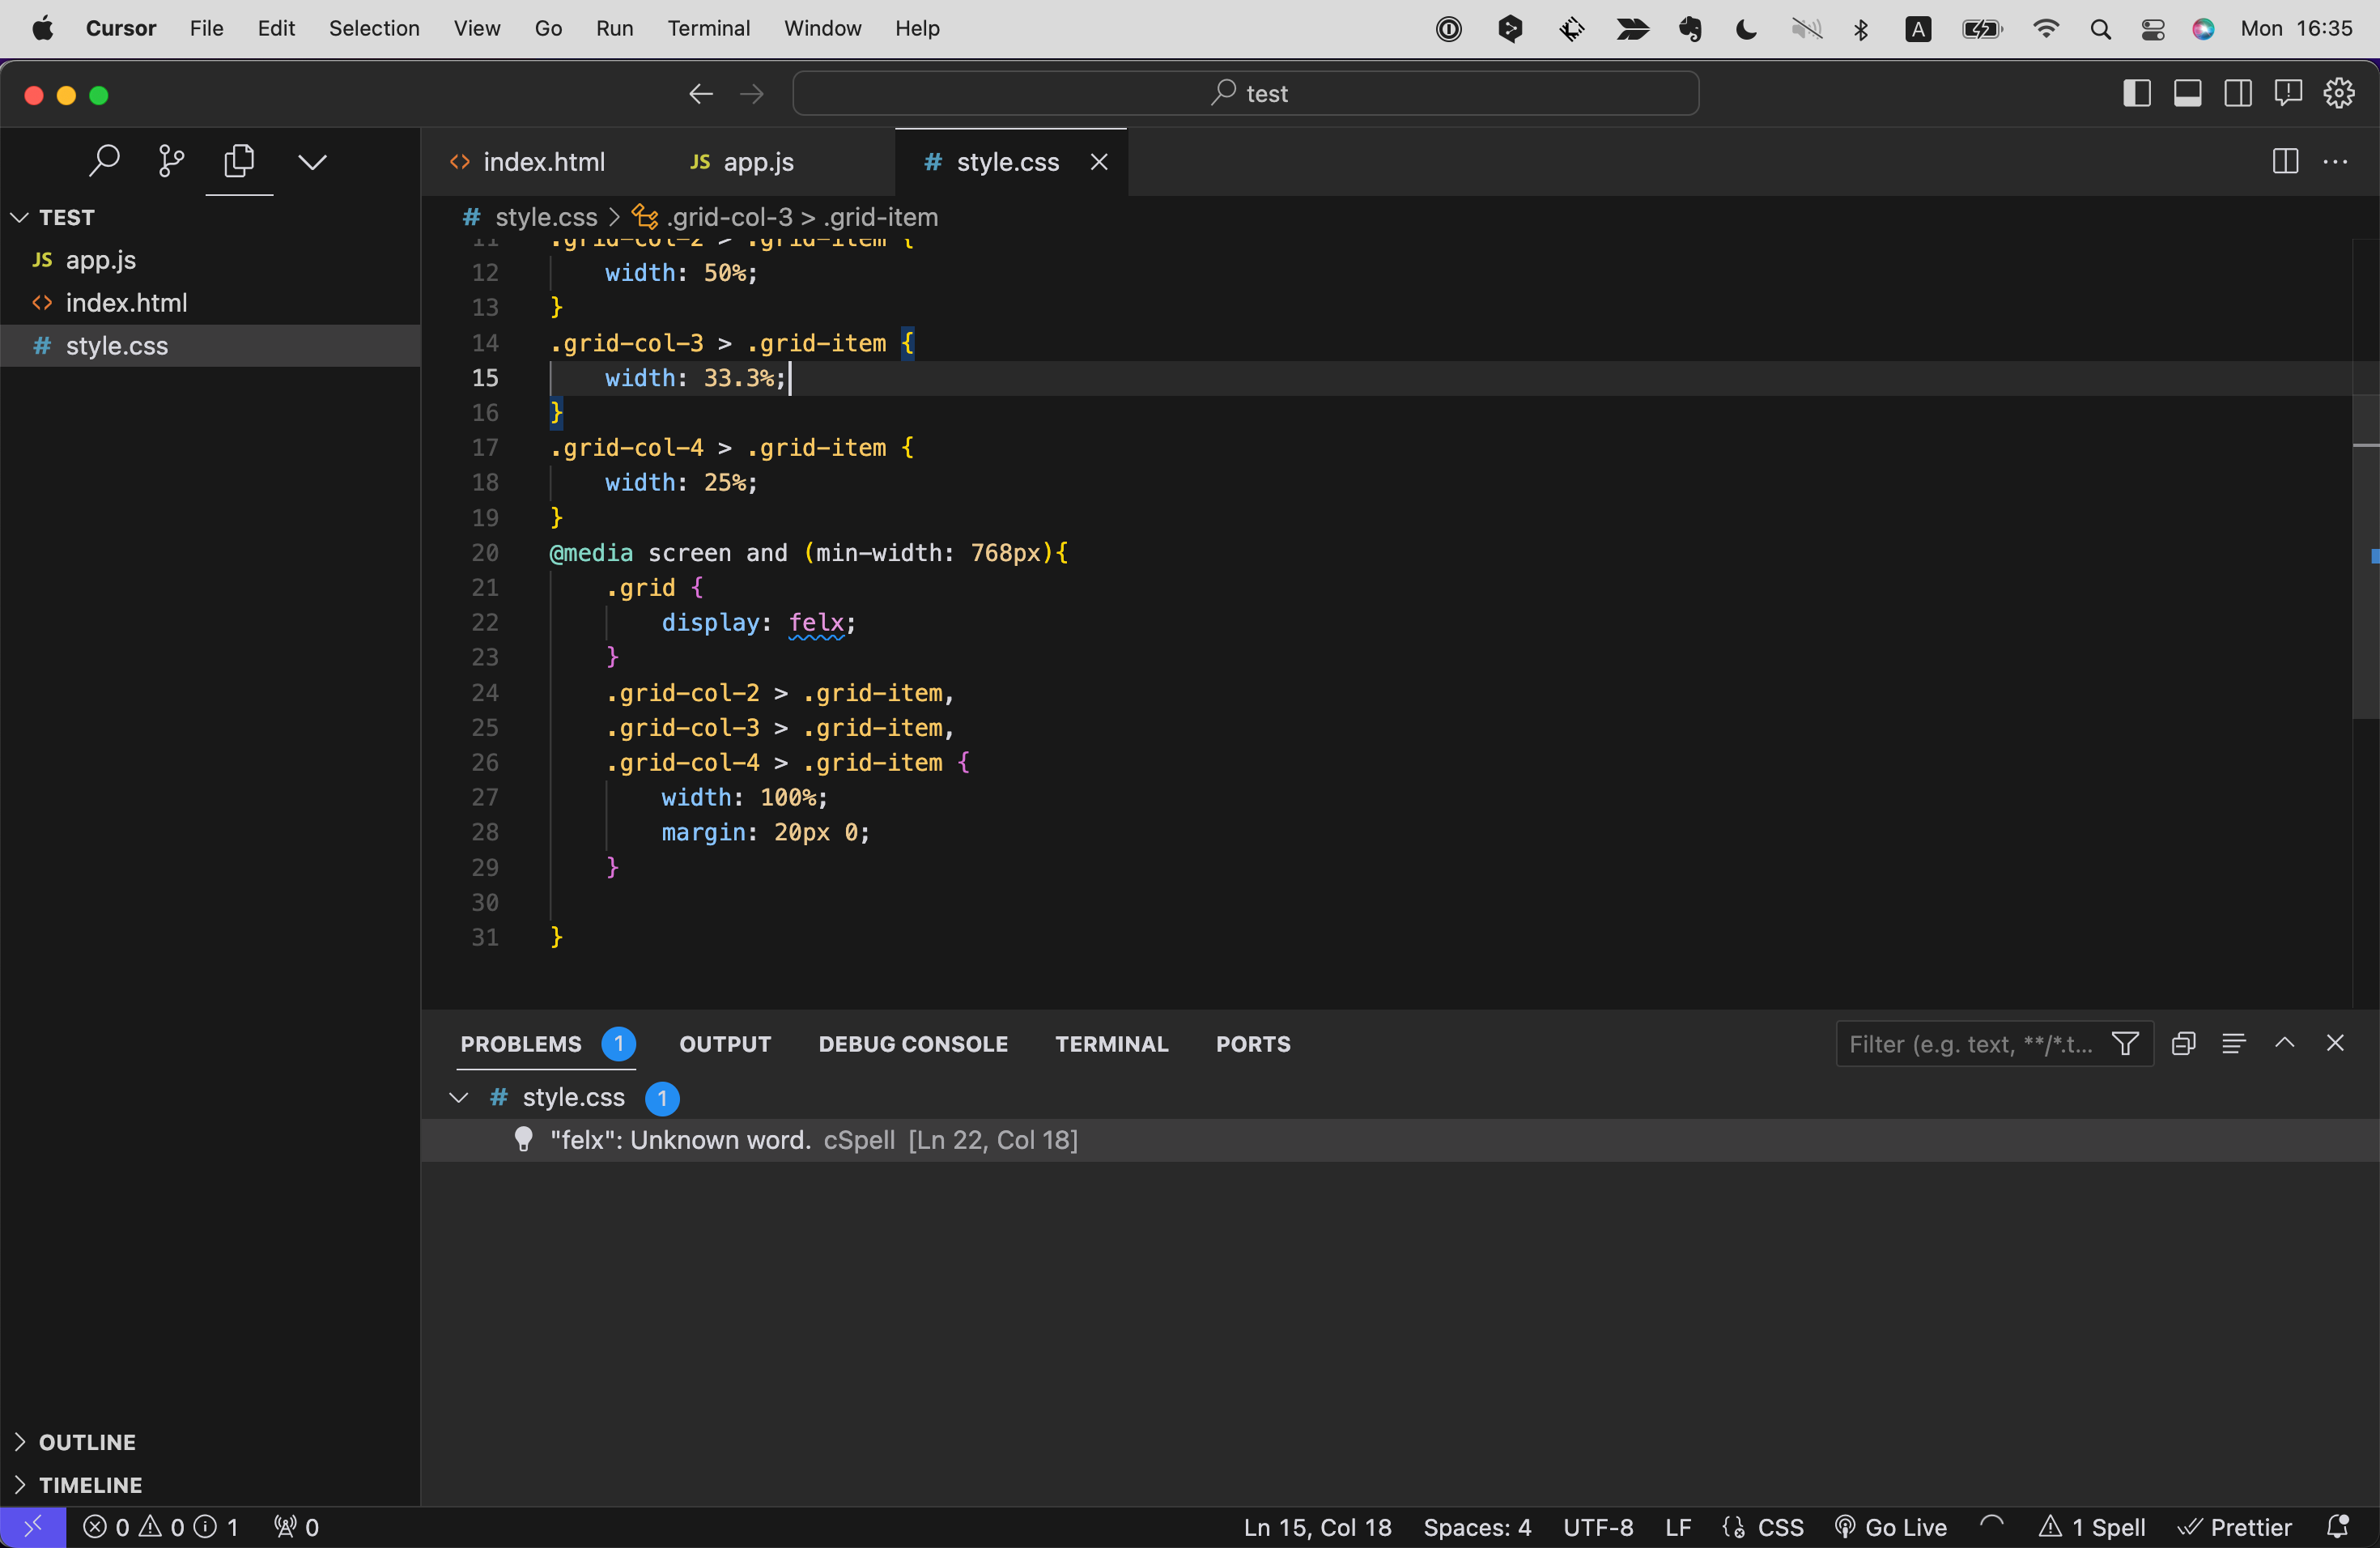 Cursor File Edit Selection View Go Run Terminal Window Help A Mon 16:35
test
index.html JS app.js # style.css
TEST
JS app.js
<> index.html
# style.css
OUTLINE
TIMELINE
# style.css > .grid-col-3 > .grid-item
11 .grid-col-2 > .grid-item {
12 width: 50%;
13 }
14 .grid-col-3 > .grid-item {
15 width: 33.3%;
16 }
17 .grid-col-4 > .grid-item {
18 width: 25%;
19 }
20 @media screen and (min-width: 768px){
21 .grid {
22 display: felx;
23 }
24 .grid-col-2 > .grid-item,
25 .grid-col-3 > .grid-item,
26 .grid-col-4 > .grid-item {
27 width: 100%;
28 margin: 20px 0;
29 }
30
31 }
PROBLEMS 1 OUTPUT DEBUG CONSOLE TERMINAL PORTS Filter (e.g. text, **/*.t...
# style.css 1
"felx": Unknown word. cSpell [Ln 22, Col 18]
0 0 1 0 Ln 15, Col 18 Spaces: 4 UTF-8 LF CSS Go Live 1 Spell Prettier